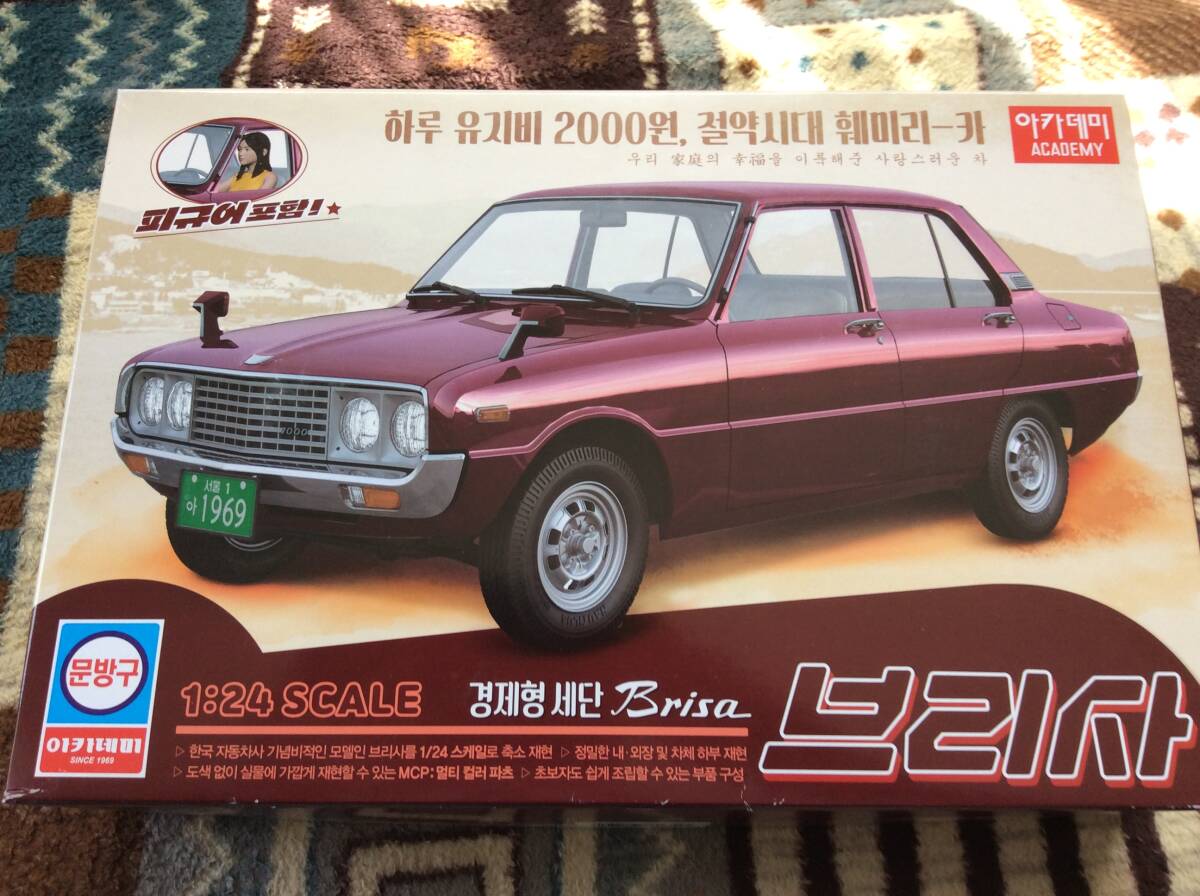 하루 유지비 2000원, 절약시대 훼미리-카
우리 家庭의 幸福을 이룩해준 사랑스러운 차
아카데미
ACADEMY
피규어 포함!
1000
서울 1
아 1969
문방구
아카데미
SINCE 1969
1:24 SCALE
경제형 세단 Brisa
브리사
▷ 한국 자동차사 기념비적인 모델인 브리사를 1/24 스케일로 축소 재현 ▷ 정밀한 내·외장 및 차체 하부 재현
▷ 도색 없이 실물에 가깝게 재현할 수 있는 MCP: 멀티 컬러 파츠 ▷ 초보자도 쉽게 조립할 수 있는 부품 구성